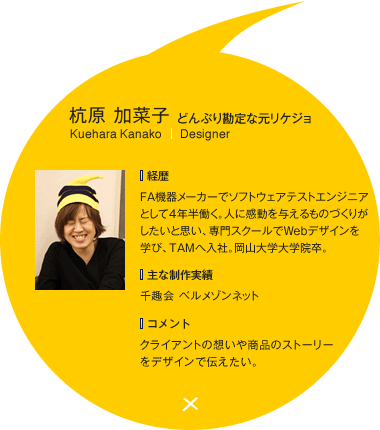 杭原 加菜子 どんぶり勘定な元リケジョ
Kuehara Kanako | Designer
経歴
FA機器メーカーでソフトウェアテストエンジニア
として4年半働く。人に感動を与えるものづくりが
したいと思い、専門スクールでWebデザインを
学び、TAMへ入社。岡山大学大学院卒。
主な制作実績
千趣会 ベルメゾンネット
コメント
クライアントの想いや商品のストーリー
をデザインで伝えたい。